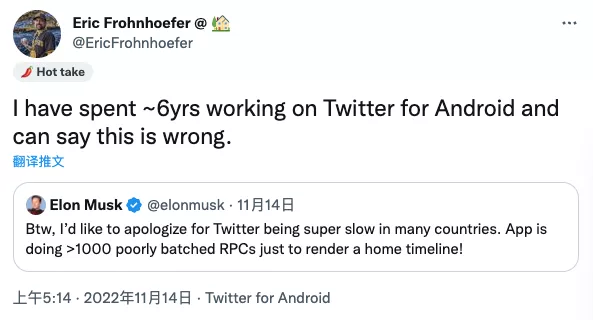 Eric Frohnhoefer @ 🏡
@EricFrohnhoefer
🌶️ Hot take
I have spent ~6yrs working on Twitter for Android and
can say this is wrong.
翻译推文
Elon Musk @elonmusk · 11月14日
Btw, I'd like to apologize for Twitter being super slow in many countries. App is
doing >1000 poorly batched RPCs just to render a home timeline!
上午5:14 · 2022年11月14日 · Twitter for Android